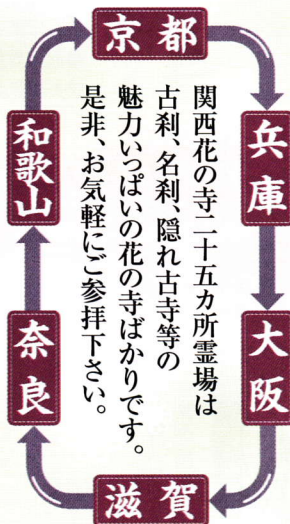 京都
兵庫
大阪
滋賀
奈良
和歌山
関西花の寺二十五カ所霊場は
古刹、名刹、隠れ古寺等の
魅力いっぱいの花の寺ばかりです。
是非、お気軽にご参拝下さい。